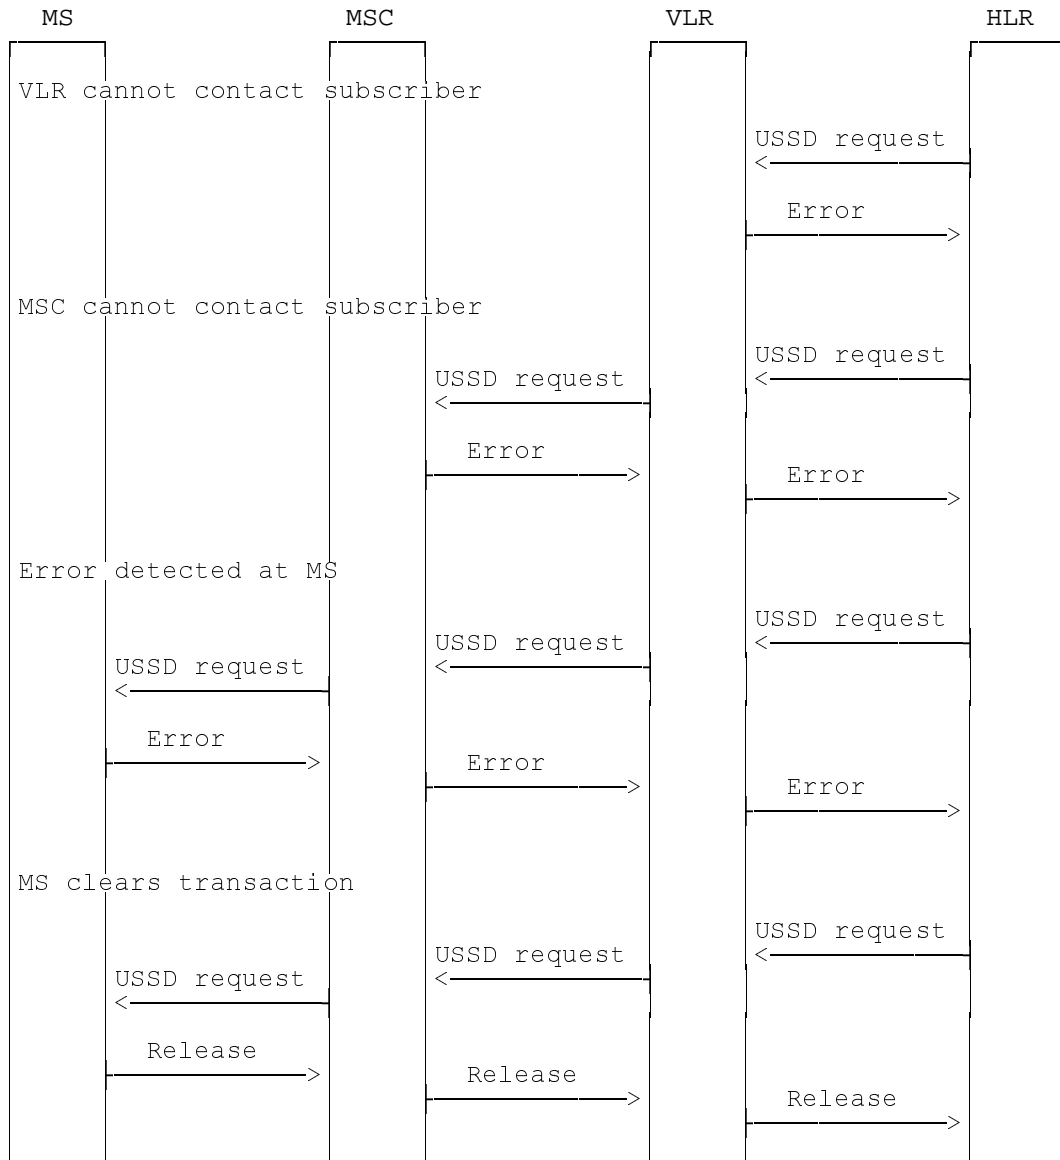 MS MSC VLR HLR
VLR cannot contact subscriber
USSD request
Error
MSC cannot contact subscriber
USSD request
USSD request
Error
Error
Error detected at MS
USSD request
USSD request
USSD request
Error
Error
Error
MS clears transaction
USSD request
USSD request
USSD request
Release
Release
Release